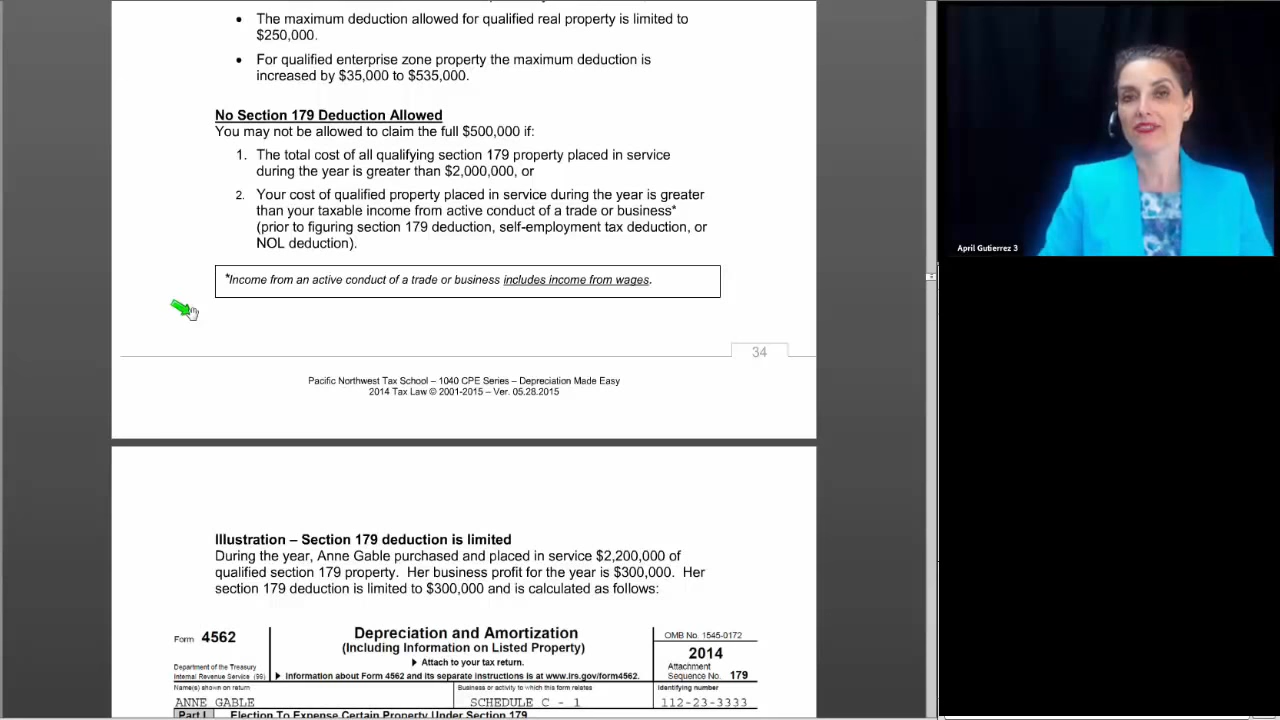 • The maximum deduction allowed for qualified real property is limited to
$250,000.
• For qualified enterprise zone property the maximum deduction is
increased by $35,000 to $535,000.
No Section 179 Deduction Allowed
You may not be allowed to claim the full $500,000 if:
1. The total cost of all qualifying section 179 property placed in service
during the year is greater than $2,000,000, or
2. Your cost of qualified property placed in service during the year is greater
than your taxable income from active conduct of a trade or business*
(prior to figuring section 179 deduction, self-employment tax deduction, or
NOL deduction).
*Income from an active conduct of a trade or business includes income from wages.
34
Pacific Northwest Tax School – 1040 CPE Series – Depreciation Made Easy
2014 Tax Law © 2001-2015 – Ver. 05.28.2015
Illustration – Section 179 deduction is limited
During the year, Anne Gable purchased and placed in service $2,200,000 of
qualified section 179 property. Her business profit for the year is $300,000. Her
section 179 deduction is limited to $300,000 and is calculated as follows:
Form 4562
Depreciation and Amortization
(Including Information on Listed Property)
Attach to your tax return.
Information about Form 4562 and its separate instructions is at www.irs.gov/form4562.
Department of the Treasury
Internal Revenue Service (99)
OMB No. 1545-0172
2014
Attachment
Sequence No. 179
Name(s) shown on return
Business or activity to which this form relates
Identifying number
ANNE GABLE
SCHEDULE C - 1
112-23-3333
Part I Election To Expense Certain Property Under Section 179
April Gutierrez 3